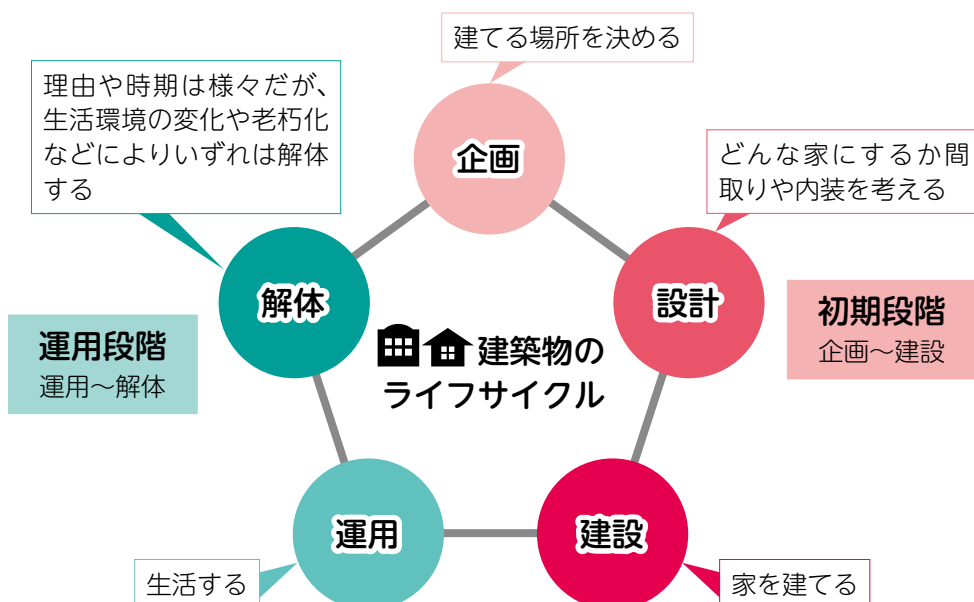 建てる場所を決める
企画
理由や時期は様々だが、
生活環境の変化や老朽化
などによりいずれは解体
する
どんな家にするか間
取りや内装を考える
解体
設計
運用段階
運用～解体
建築物の
ライフサイクル
初期段階
企画～建設
運用
建設
生活する
家を建てる